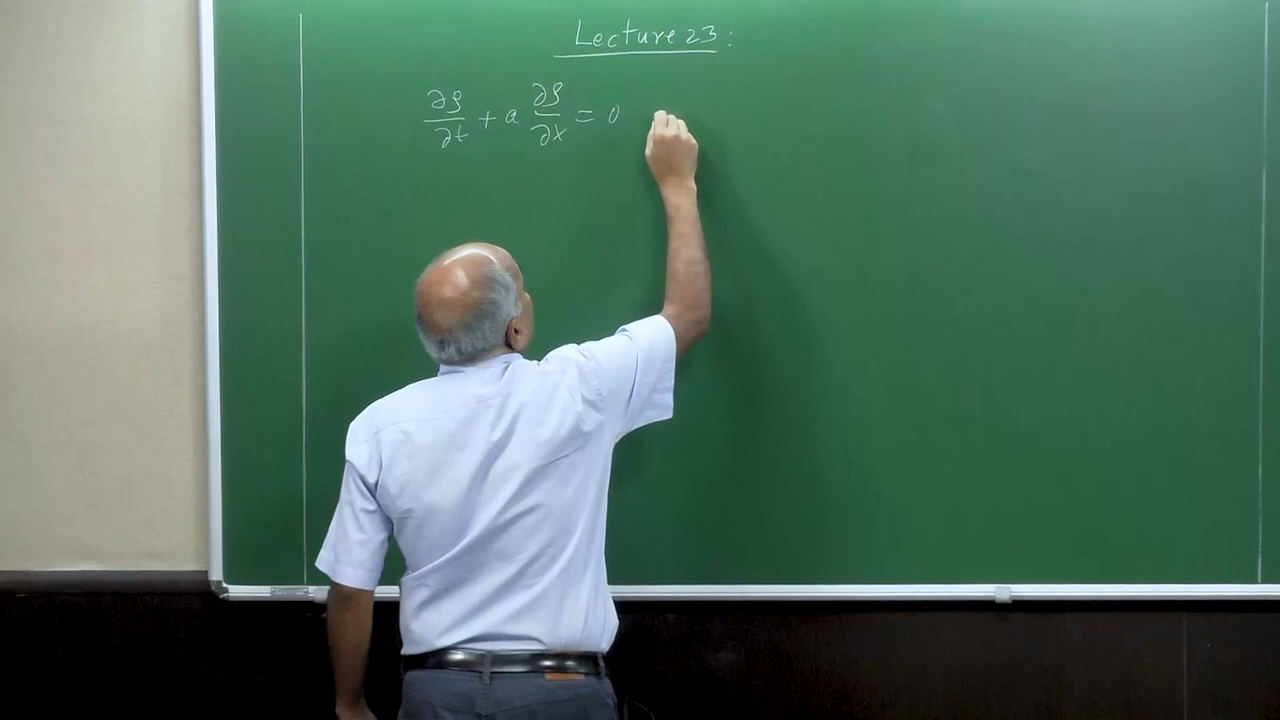 Lecture 23:
∂ρ/∂t + a ∂ρ/∂x = 0